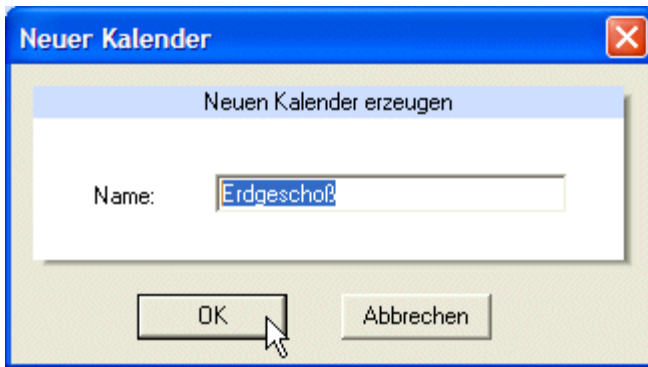 Neuer Kalender
Neuen Kalender erzeugen
Name: Erdgeschoß
OK Abbrechen